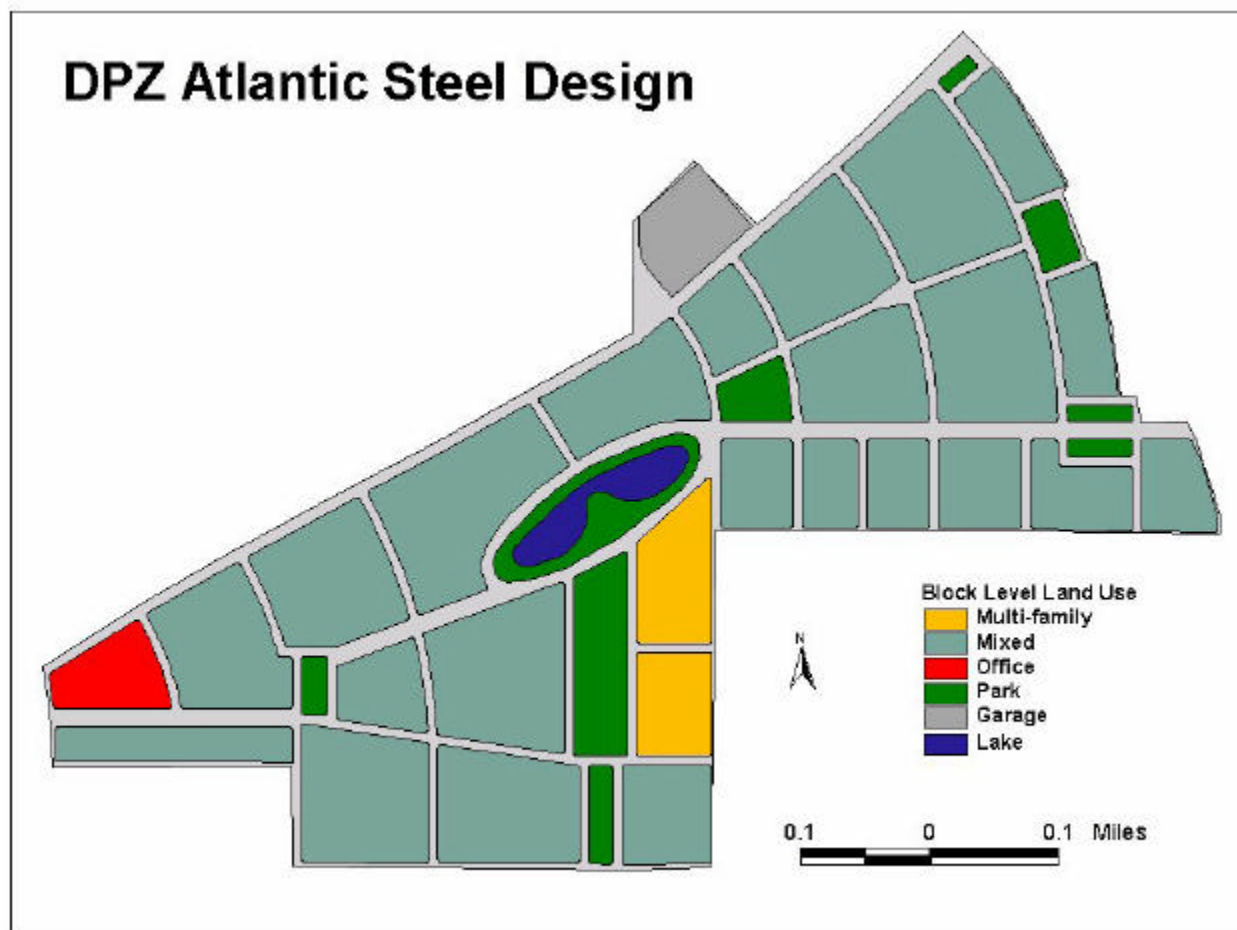 DPZ Atlantic Steel Design
Block Level Land Use
Multi-family
Mixed
Office
Park
Garage
Lake
N
0.1 0 0.1 Miles